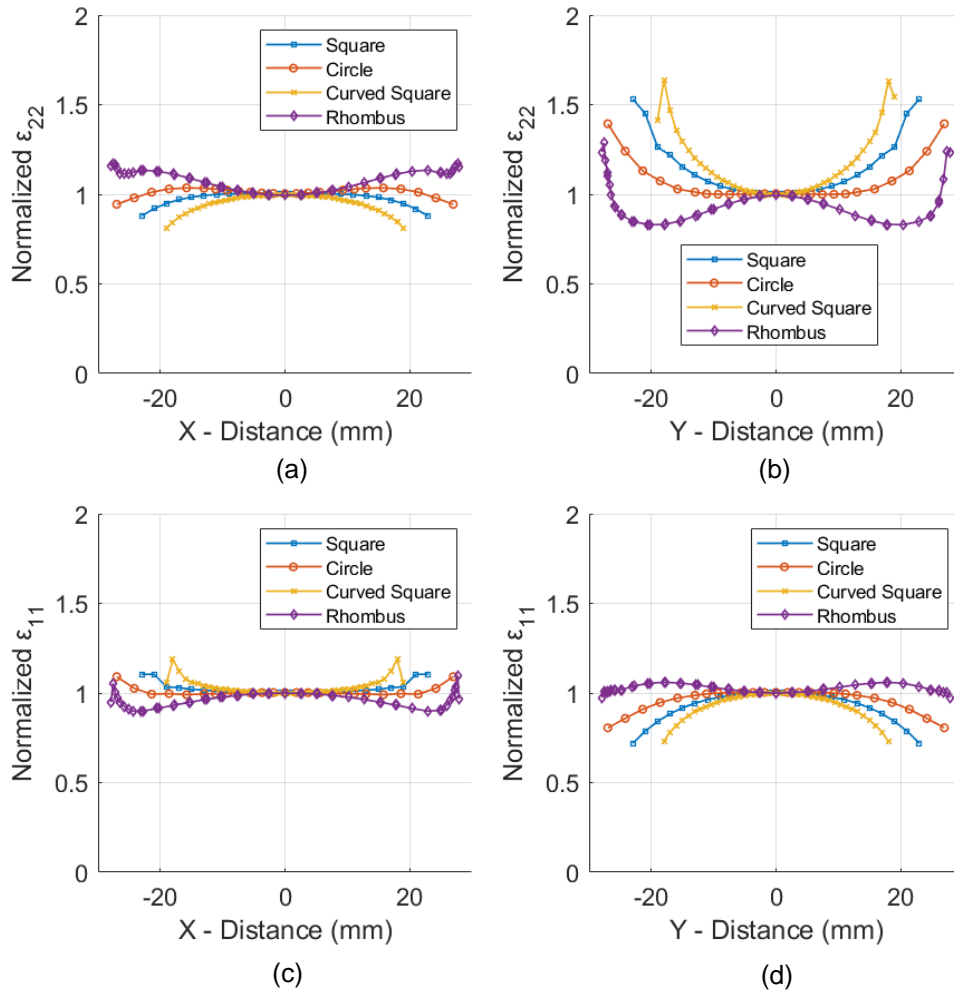 2
1.5
1
0.5
0
Normalized ε22
Square
Circle
Curved Square
Rhombus
-20
0
20
X - Distance (mm)
(a)
2
1.5
1
0.5
0
Normalized ε22
Square
Circle
Curved Square
Rhombus
-20
0
20
Y - Distance (mm)
(b)
2
1.5
1
0.5
0
Normalized ε11
Square
Circle
Curved Square
Rhombus
-20
0
20
X - Distance (mm)
(c)
2
1.5
1
0.5
0
Normalized ε11
Square
Circle
Curved Square
Rhombus
-20
0
20
Y - Distance (mm)
(d)